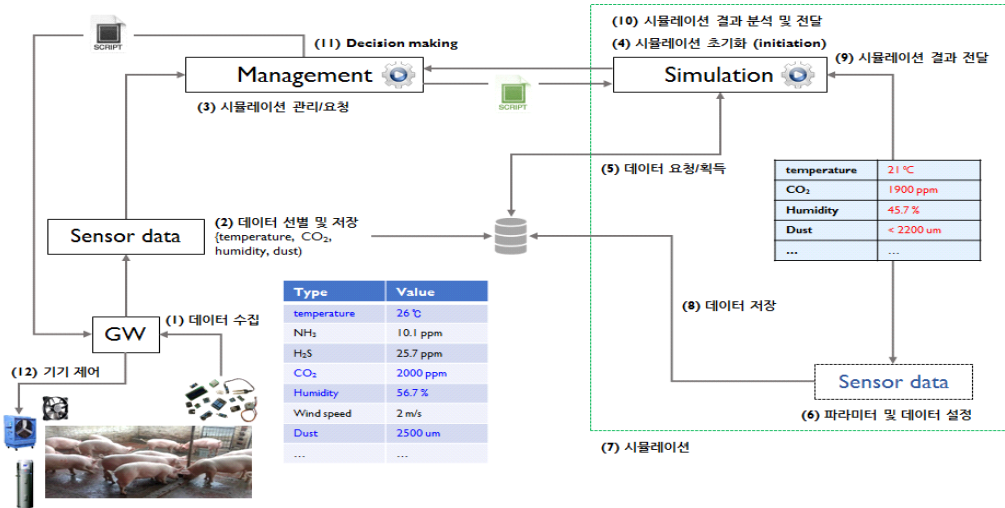 SCRIPT
(11) Decision making
Management
(3) 시뮬레이션 관리/요청
SCRIPT
(10) 시뮬레이션 결과 분석 및 전달
(4) 시뮬레이션 초기화 (initiation)
(9) 시뮬레이션 결과 전달
Simulation
(5) 데이터 요청/획득
temperature 21 ℃
CO₂ 1900 ppm
Humidity 45.7 %
Dust < 2200 um
... ...
Sensor data
(2) 데이터 선별 및 저장
{temperature, CO₂,
humidity, dust)
(8) 데이터 저장
Type Value
temperature 26 ℃
NH₃ 10.1 ppm
H₂S 25.7 ppm
CO₂ 2000 ppm
Humidity 56.7 %
Wind speed 2 m/s
Dust 2500 um
... ...
(1) 데이터 수집
GW
(12) 기기 제어
Sensor data
(6) 파라미터 및 데이터 설정
(7) 시뮬레이션